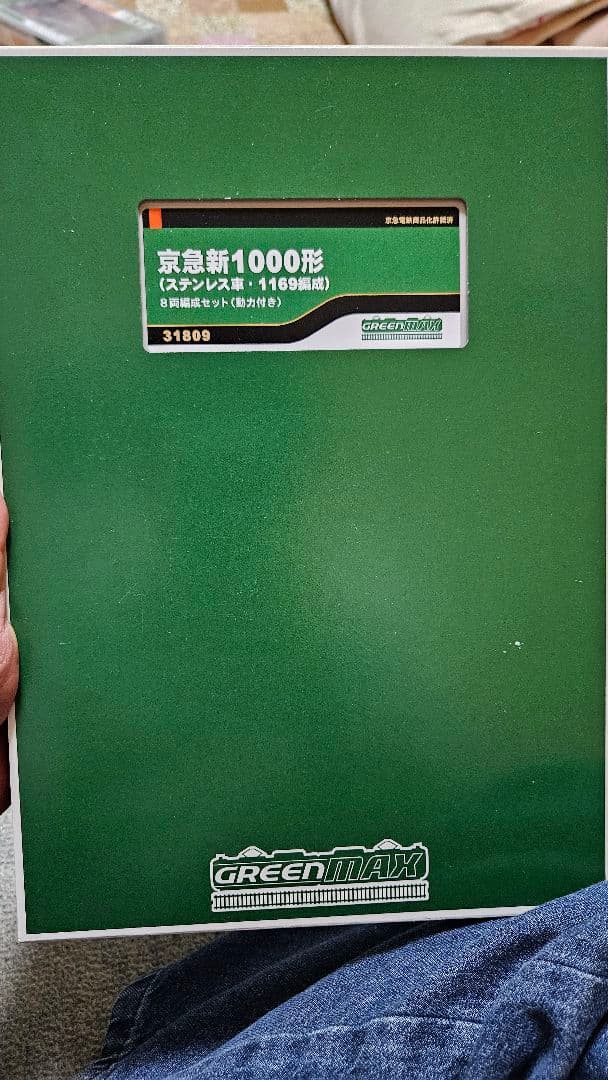 京急電鉄商品化許諾済
京急新1000形
(ステンレス車・1169編成)
8両編成セット(動力付き)
31809
GREENMAX
GREENMAX